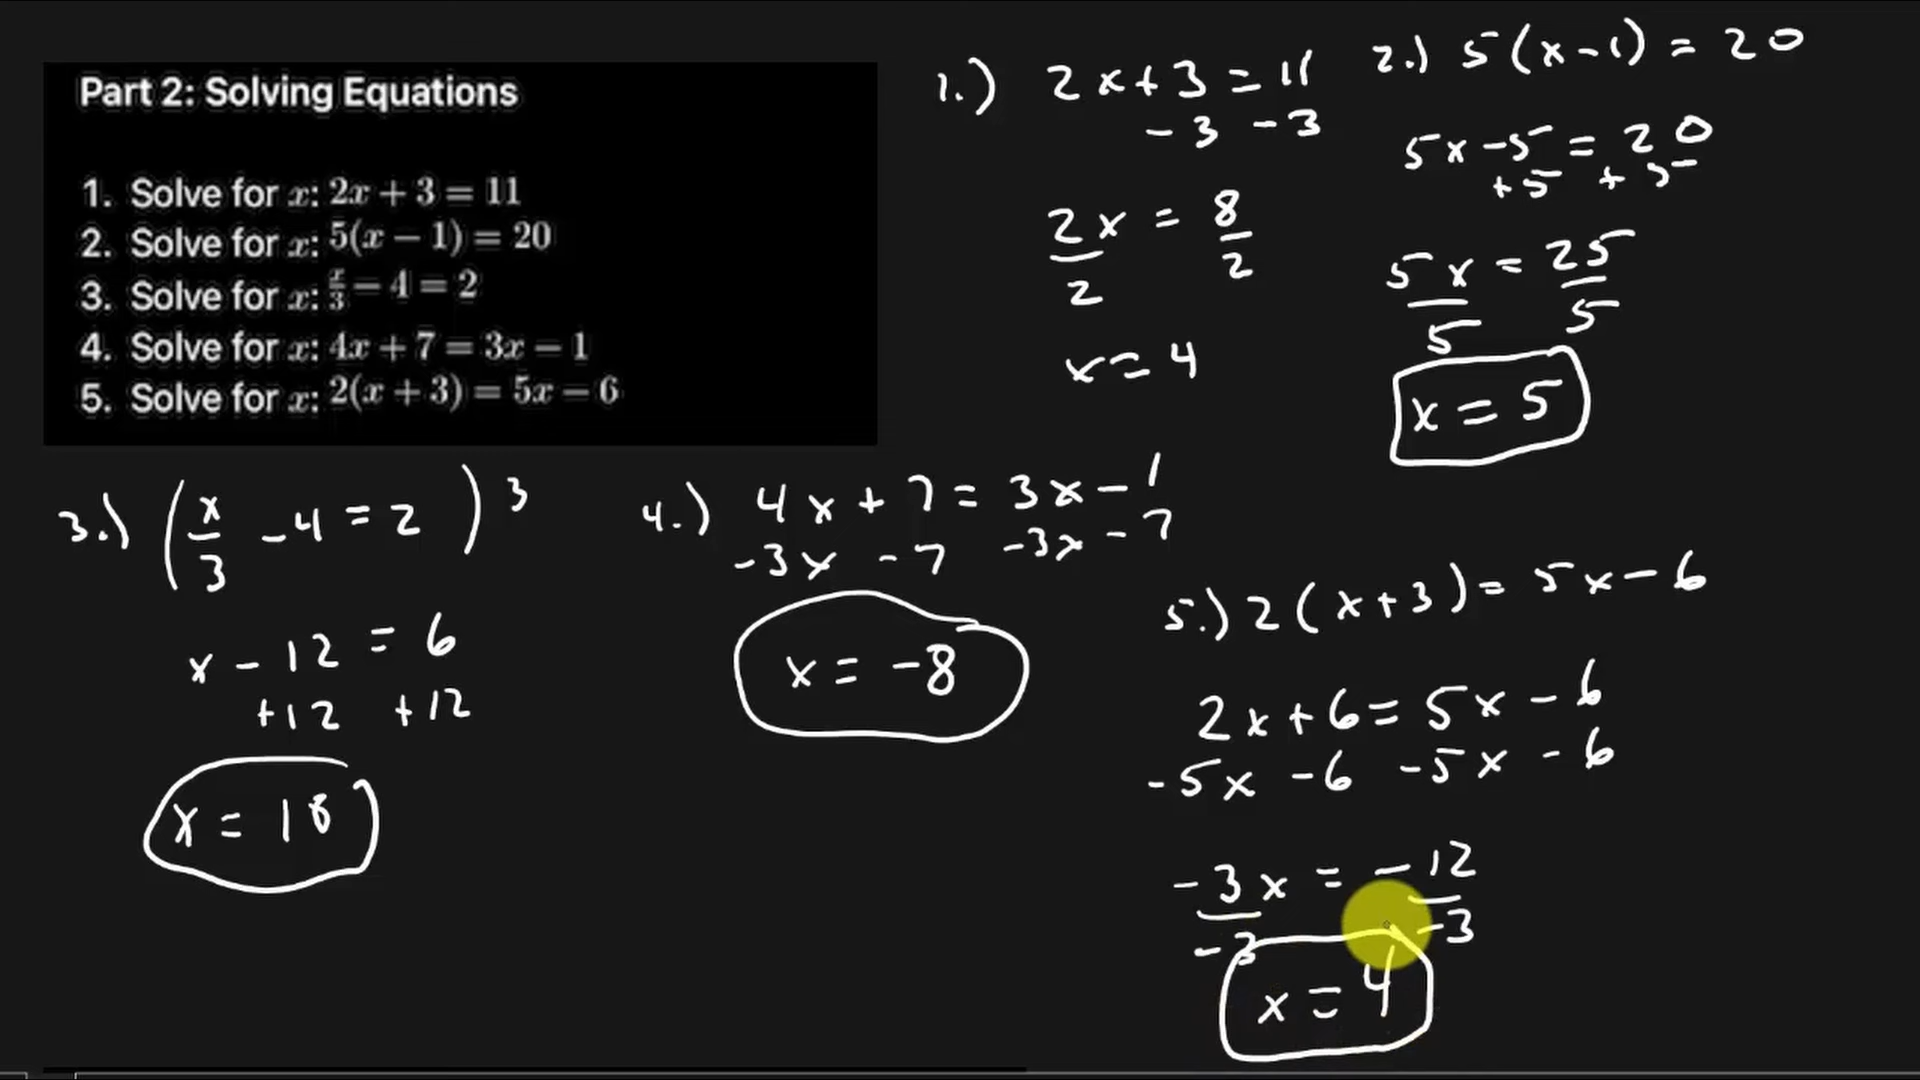 Part 2: Solving Equations
1. Solve for x: 2x + 3 = 11
2. Solve for x: 5(x − 1) = 20
3. Solve for x: x/3 − 4 = 2
4. Solve for x: 4x + 7 = 3x − 1
5. Solve for x: 2(x + 3) = 5x − 6
1.) 2x+3 = 11
-3 -3
2x/2 = 8/2
x = 4
2.) 5(x-1) = 20
5x-5 = 20
+5 +5
5x/5 = 25/5
x = 5
3.) (x/3 -4 = 2)3
x - 12 = 6
+12 +12
x = 18
4.) 4x + 7 = 3x - 1
-3x -7 -3x -7
x = -8
5.) 2(x+3) = 5x-6
2x+6 = 5x-6
-5x -6 -5x -6
-3x/-3 = -12/-3
x = 4